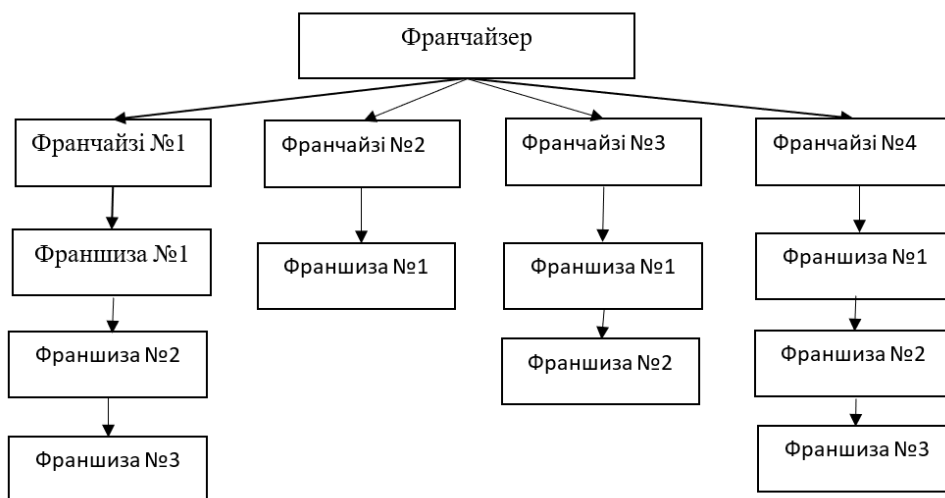 Франчайзер
Франчайзі №1
Франчайзі №2
Франчайзі №3
Франчайзі №4
Франшиза №1
Франшиза №1
Франшиза №1
Франшиза №1
Франшиза №2
Франшиза №2
Франшиза №2
Франшиза №3
Франшиза №3